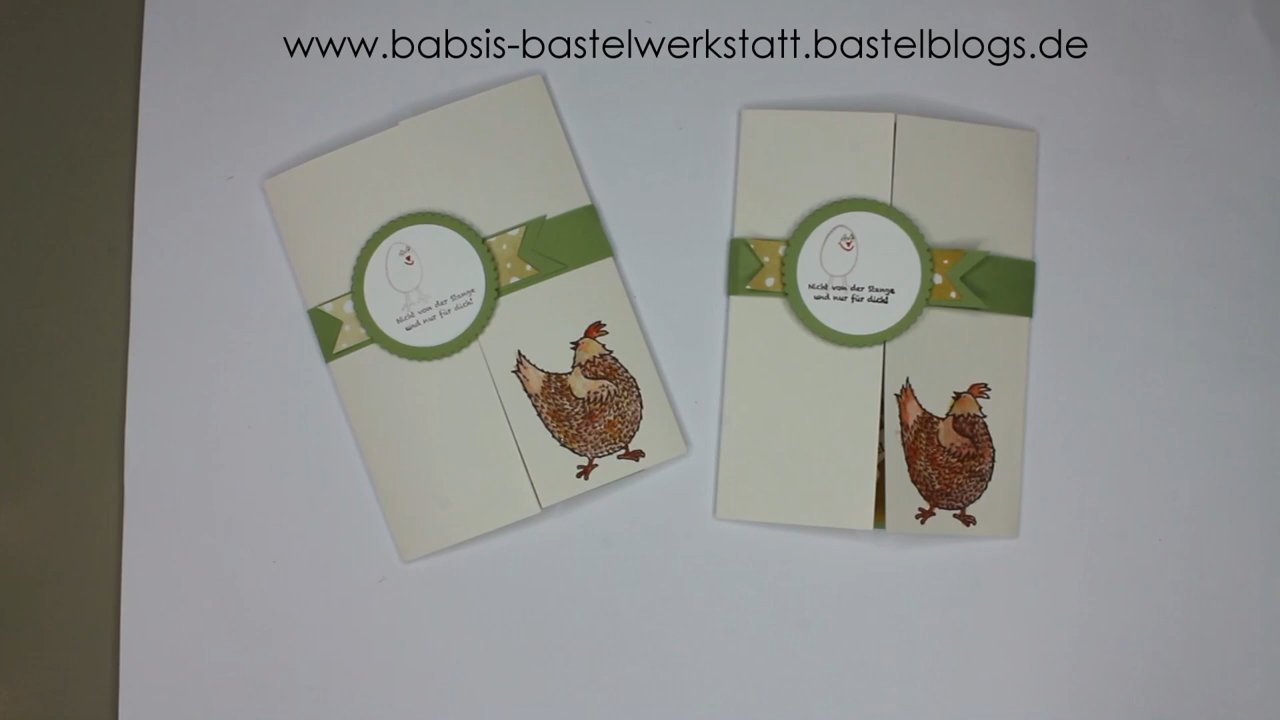 www.babsis-bastelwerkstatt.bastelblogs.de
Nicht von der Stange
und nur für dich!
Nicht von der Stange
und nur für dich!